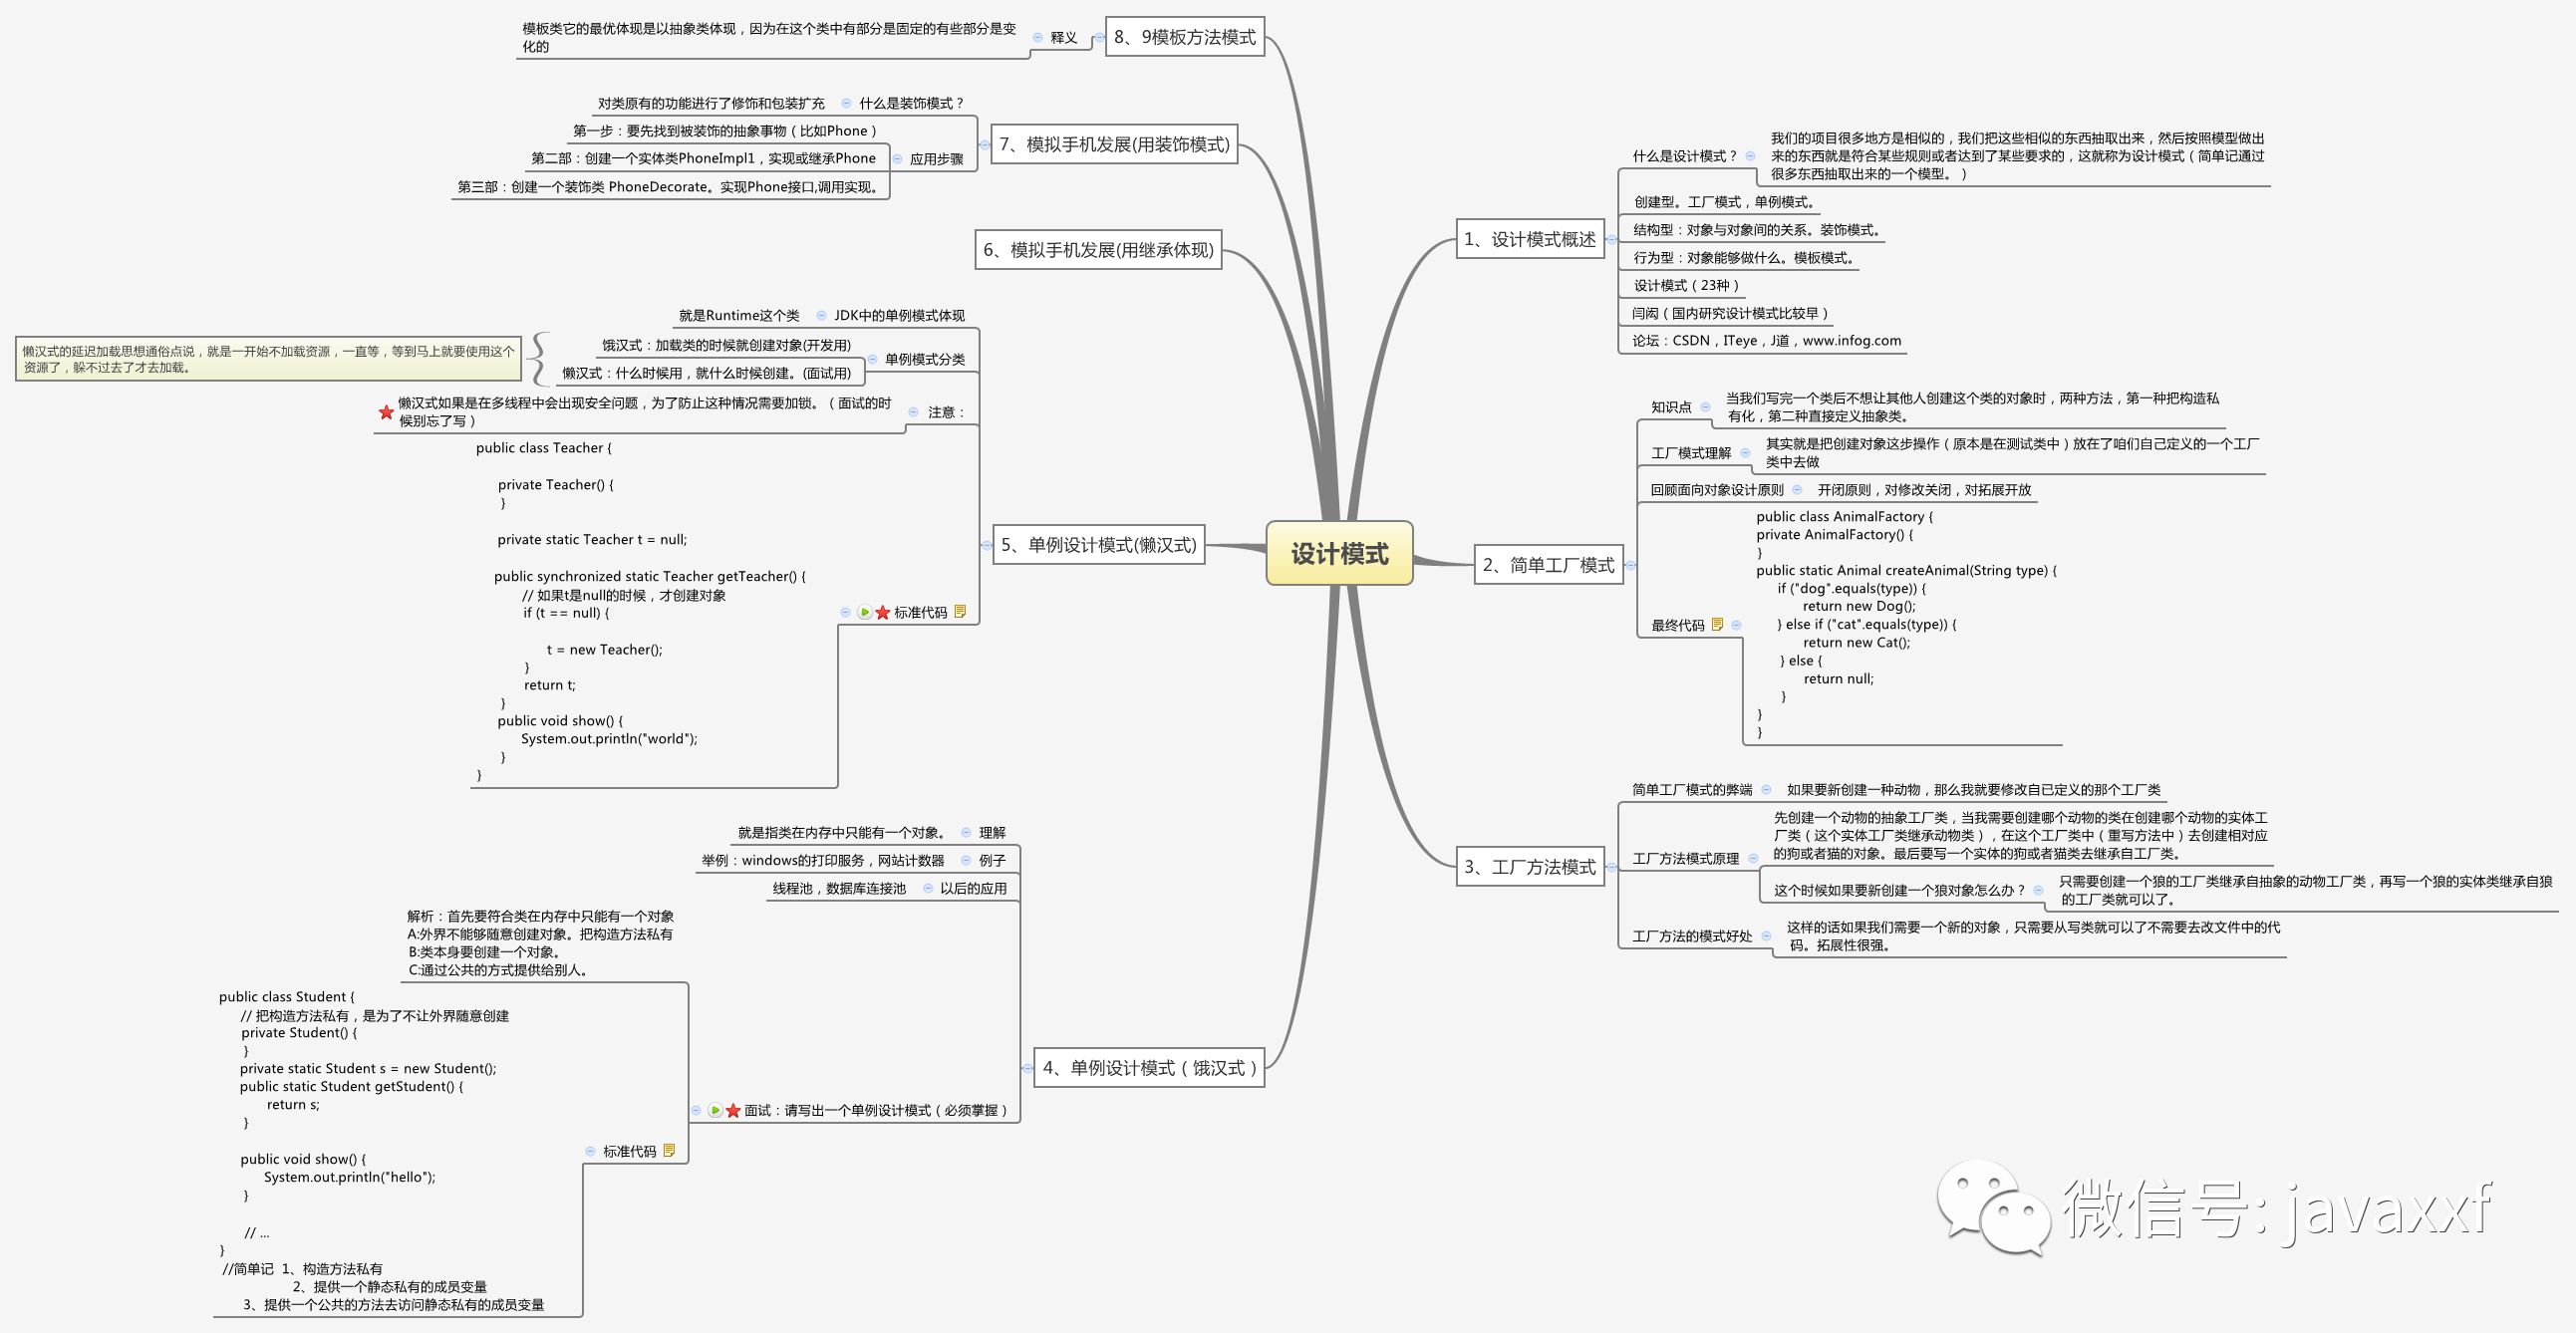 设计模式
1、设计模式概述
什么是设计模式？
我们的项目很多地方是相似的，我们把这些相似的东西抽取出来，然后按照模型做出
来的东西就是符合某些规则或者达到了某些要求的，这就称为设计模式（简单记通过
很多东西抽取出来的一个模型。）
创建型。工厂模式，单例模式。
结构型：对象与对象间的关系。装饰模式。
行为型：对象能够做什么。模板模式。
设计模式（23种）
闫闳（国内研究设计模式比较早）
论坛：CSDN，ITeye，J道，www.infog.com
2、简单工厂模式
知识点
当我们写完一个类后不想让其他人创建这个类的对象时，两种方法，第一种把构造私
有化，第二种直接定义抽象类。
工厂模式理解
其实就是把创建对象这步操作（原本是在测试类中）放在了咱们自己定义的一个工厂
类中去做
回顾面向对象设计原则
开闭原则，对修改关闭，对拓展开放
最终代码
public class AnimalFactory {
private AnimalFactory() {
}
public static Animal createAnimal(String type) {
if ("dog".equals(type)) {
return new Dog();
} else if ("cat".equals(type)) {
return new Cat();
} else {
return null;
}
}
}
3、工厂方法模式
简单工厂模式的弊端
如果要新创建一种动物，那么我就要修改自已定义的那个工厂类
工厂方法模式原理
先创建一个动物的抽象工厂类，当我需要创建哪个动物的类在创建哪个动物的实体工
厂类（这个实体工厂类继承动物类），在这个工厂类中（重写方法中）去创建相对应
的狗或者猫的对象。最后要写一个实体的狗或者猫类去继承自工厂类。
这个时候如果要新创建一个狼对象怎么办？
只需要创建一个狼的工厂类继承自抽象的动物工厂类，再写一个狼的实体类继承自狼
的工厂类就可以了。
工厂方法的模式好处
这样的话如果我们需要一个新的对象，只需要从写类就可以了不需要去改文件中的代
码。拓展性很强。
4、单例设计模式（饿汉式）
理解
就是指类在内存中只能有一个对象。
例子
举例：windows的打印服务，网站计数器
以后的应用
线程池，数据库连接池
面试：请写出一个单例设计模式（必须掌握）
解析：首先要符合类在内存中只能有一个对象
A:外界不能够随意创建对象。把构造方法私有
B:类本身要创建一个对象。
C:通过公共的方式提供给别人。
标准代码
public class Student {
// 把构造方法私有，是为了不让外界随意创建
private Student() {
}
private static Student s = new Student();
public static Student getStudent() {
return s;
}
public void show() {
System.out.println("hello");
}
// ...
}
//简单记 1、构造方法私有
2、提供一个静态私有的成员变量
3、提供一个公共的方法去访问静态私有的成员变量
5、单例设计模式(懒汉式)
JDK中的单例模式体现
就是Runtime这个类
单例模式分类
饿汉式：加载类的时候就创建对象(开发用)
懒汉式：什么时候用，就什么时候创建。(面试用)
懒汉式的延迟加载思想通俗点说，就是一开始不加载资源，一直等，等到马上就要使用这个
资源了，躲不过去了才去加载。
注意：
懒汉式如果是在多线程中会出现安全问题，为了防止这种情况需要加锁。（面试的时
候别忘了写）
标准代码
public class Teacher {
private Teacher() {
}
private static Teacher t = null;
public synchronized static Teacher getTeacher() {
// 如果t是null的时候，才创建对象
if (t == null) {
t = new Teacher();
}
return t;
}
public void show() {
System.out.println("world");
}
}
6、模拟手机发展(用继承体现)
7、模拟手机发展(用装饰模式)
什么是装饰模式？
对类原有的功能进行了修饰和包装扩充
应用步骤
第一步：要先找到被装饰的抽象事物（比如Phone）
第二部：创建一个实体类PhoneImpl1，实现或继承Phone
第三部：创建一个装饰类 PhoneDecorate。实现Phone接口,调用实现。
8、9模板方法模式
释义
模板类它的最优体现是以抽象类体现，因为在这个类中有部分是固定的有些部分是变
化的
微信号: javaxxf